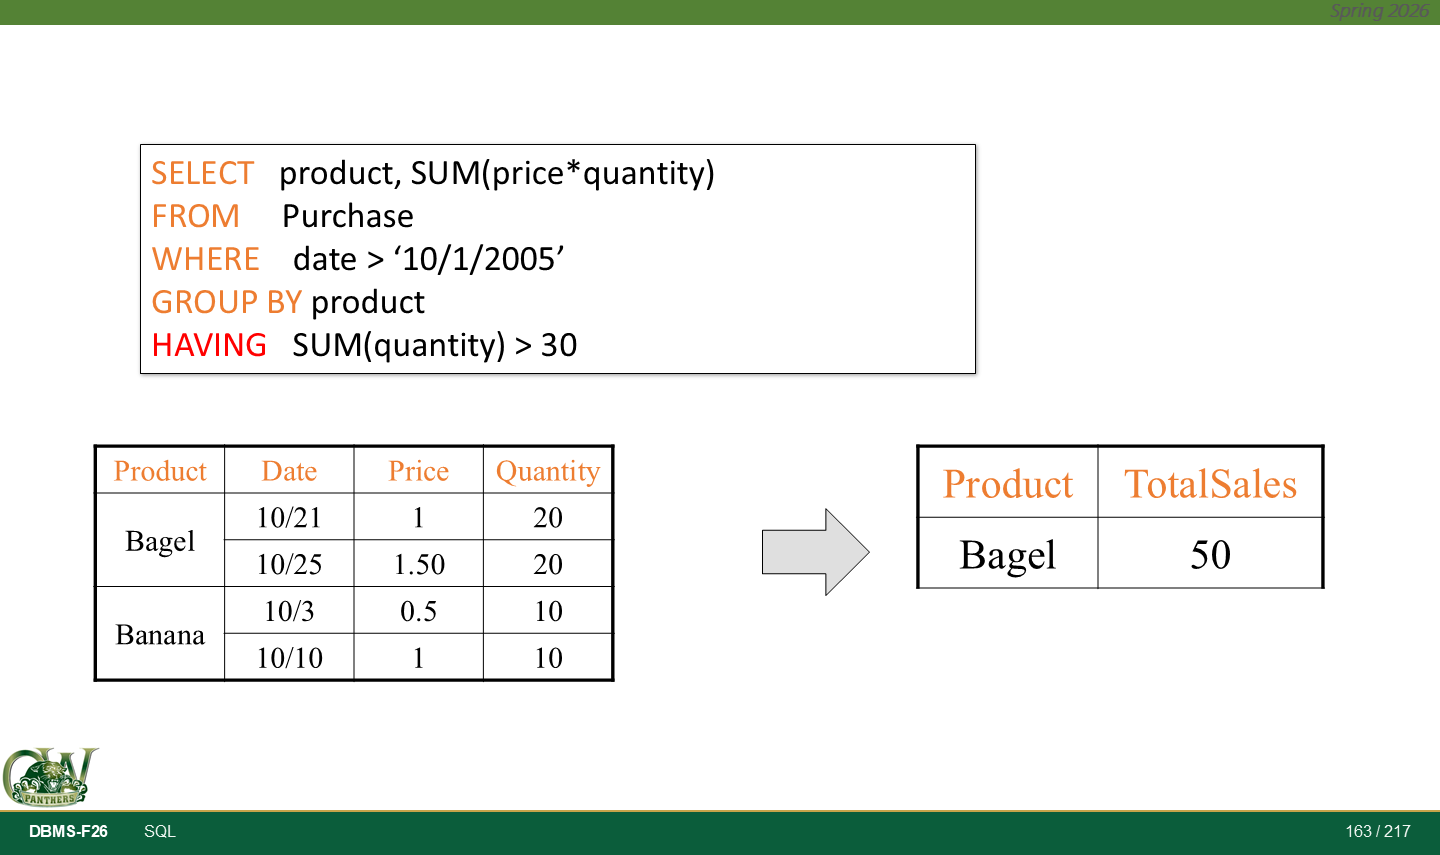 Spring 2026
SELECT product, SUM(price*quantity)
FROM Purchase
WHERE date > ‘10/1/2005’
GROUP BY product
HAVING SUM(quantity) > 30
Product Date Price Quantity
Bagel 10/21 1 20
10/25 1.50 20
Banana 10/3 0.5 10
10/10 1 10
Product TotalSales
Bagel 50
CW
PANTHERS
DBMS-F26 SQL 163 / 217